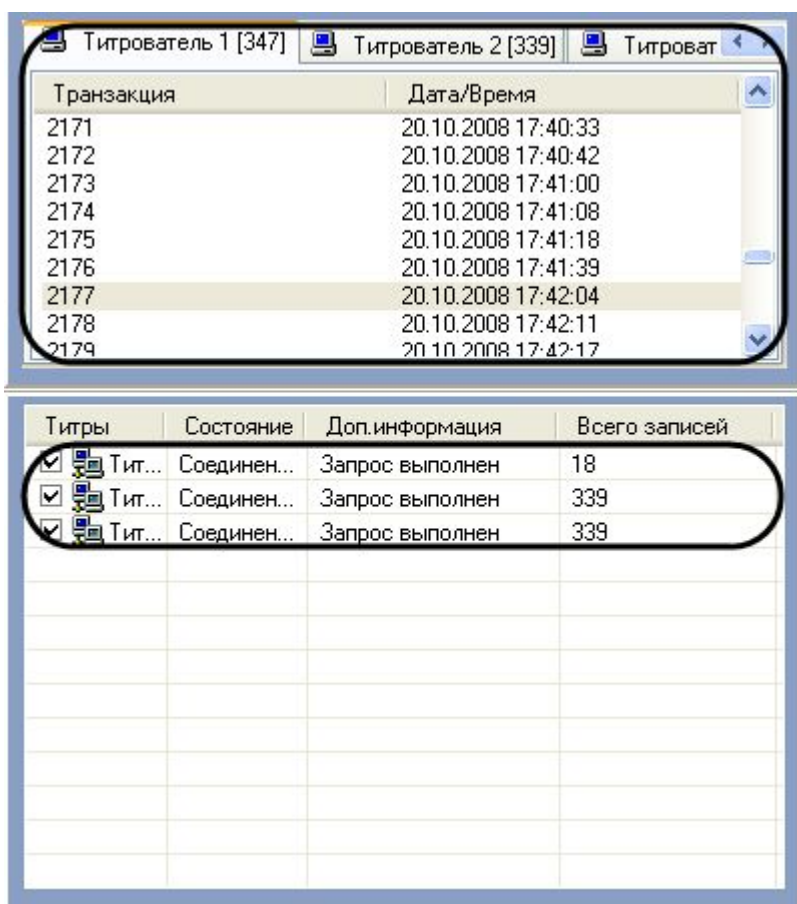 Титрователь 1 [347] Титрователь 2 [339] Титроват
Транзакция Дата/Время
2171 20.10.2008 17:40:33
2172 20.10.2008 17:40:42
2173 20.10.2008 17:41:00
2174 20.10.2008 17:41:08
2175 20.10.2008 17:41:18
2176 20.10.2008 17:41:39
2177 20.10.2008 17:42:04
2178 20.10.2008 17:42:11
2179 20.10.2008 17:42:17
Титры Состояние Доп.информация Всего записей
Тит... Соединен... Запрос выполнен 18
Тит... Соединен... Запрос выполнен 339
Тит... Соединен... Запрос выполнен 339